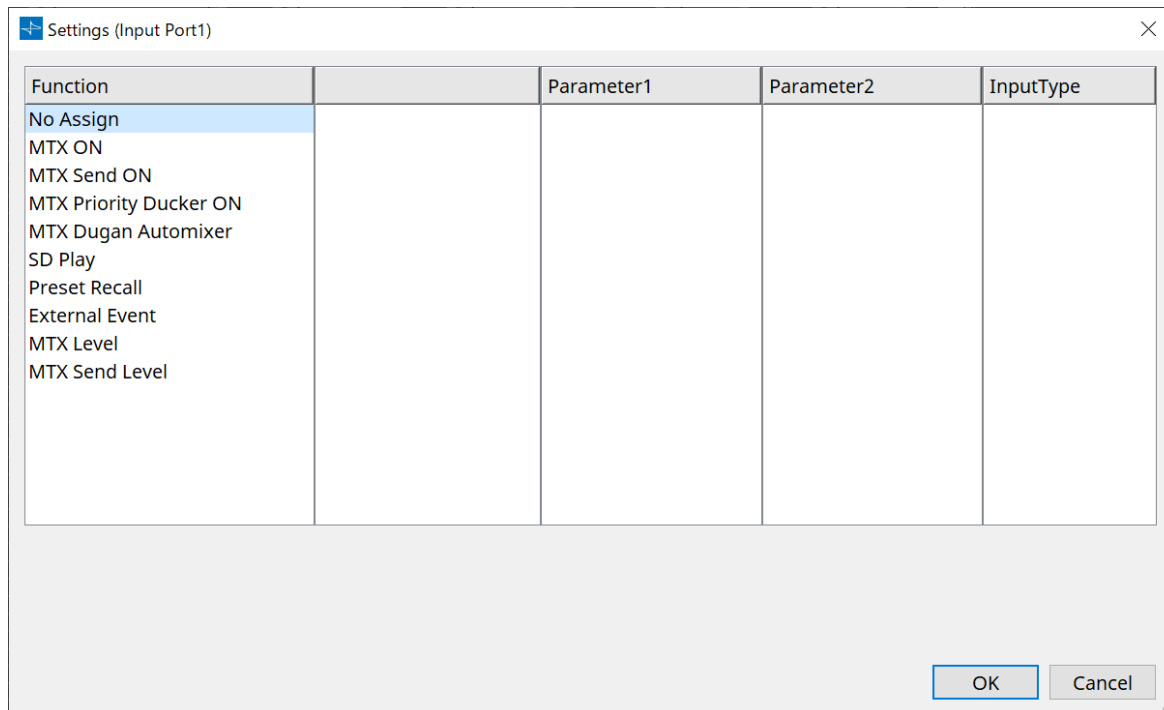 Settings (Input Port1)
Function Parameter1 Parameter2 InputType
No Assign
MTX ON
MTX Send ON
MTX Priority Ducker ON
MTX Dugan Automixer
SD Play
Preset Recall
External Event
MTX Level
MTX Send Level
OK Cancel